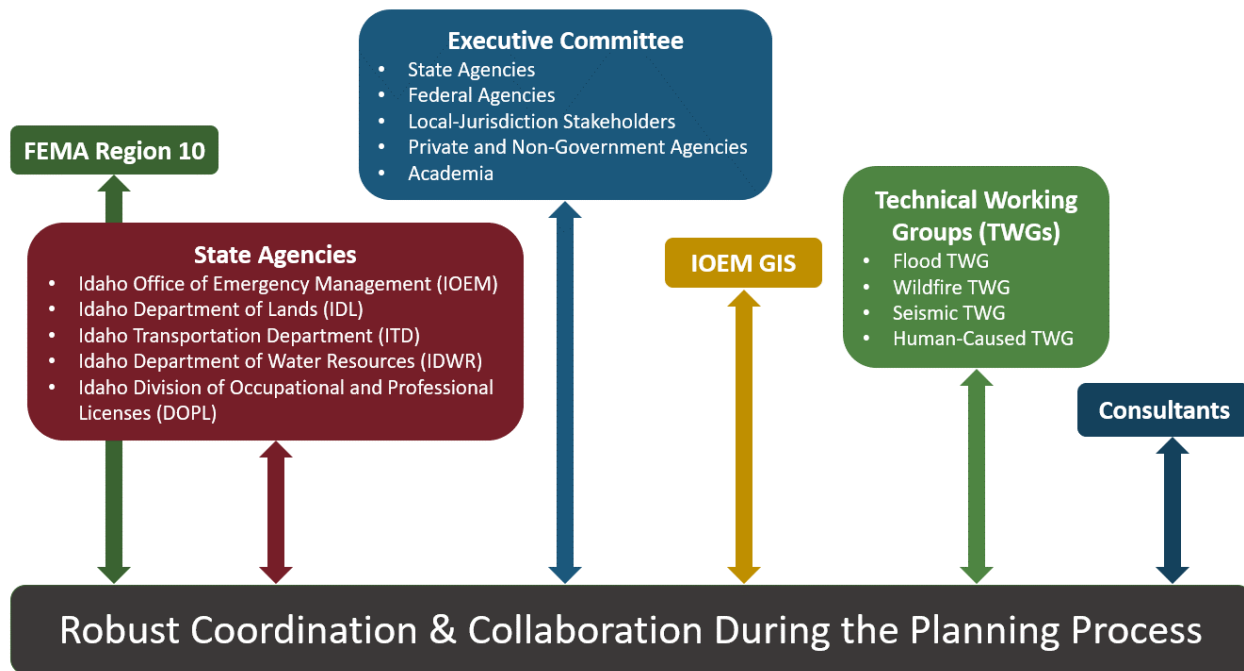 Executive Committee
• State Agencies
• Federal Agencies
• Local-Jurisdiction Stakeholders
• Private and Non-Government Agencies
• Academia
FEMA Region 10
State Agencies
• Idaho Office of Emergency Management (IOEM)
• Idaho Department of Lands (IDL)
• Idaho Transportation Department (ITD)
• Idaho Department of Water Resources (IDWR)
• Idaho Division of Occupational and Professional
Licenses (DOPL)
IOEM GIS
Technical Working
Groups (TWGs)
• Flood TWG
• Wildfire TWG
• Seismic TWG
• Human-Caused TWG
Consultants
Robust Coordination & Collaboration During the Planning Process